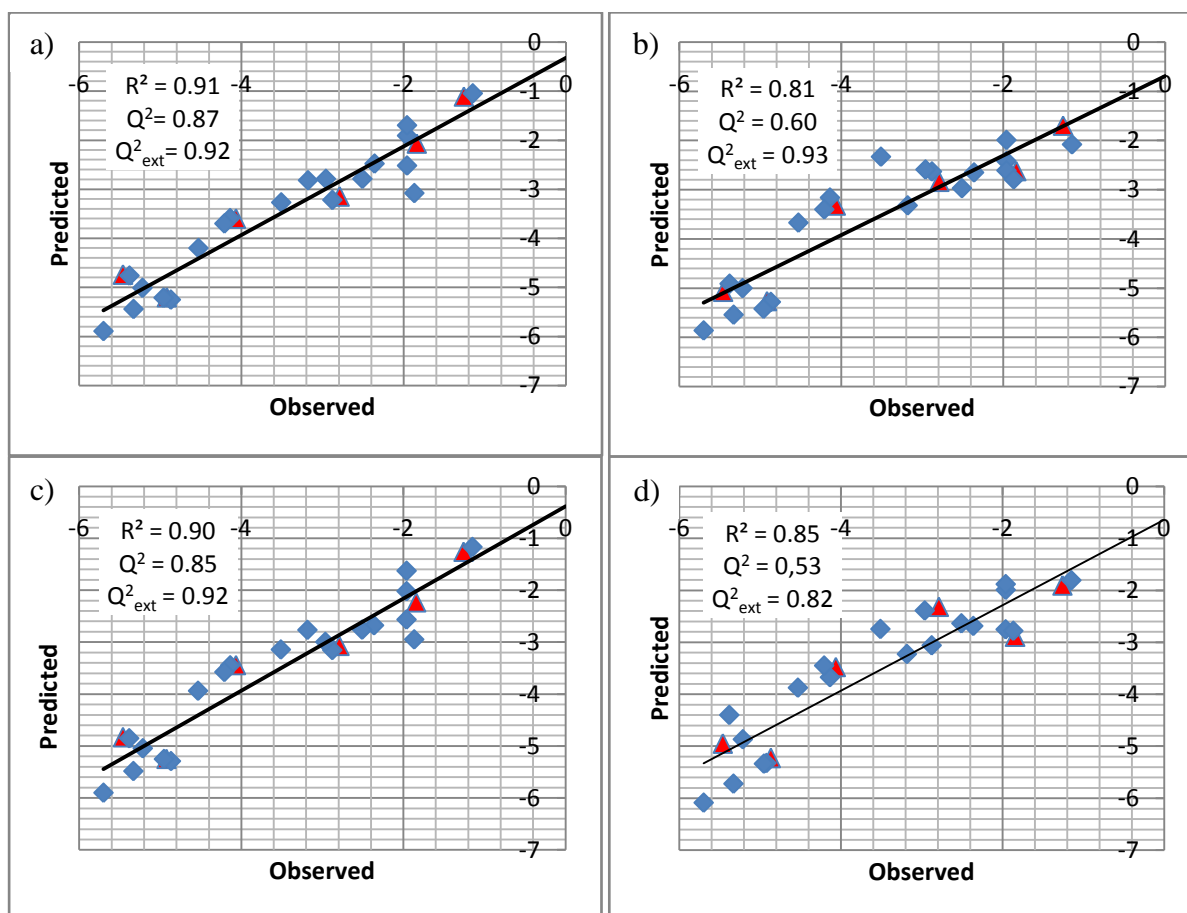 a)
-6 -4 -2 0
R² = 0.91
Q²= 0.87
Q²ext= 0.92
0
-1
-2
-3
-4
-5
-6
-7
Predicted
Observed
b)
-6 -4 -2 0
R² = 0.81
Q² = 0.60
Q²ext= 0.93
0
-1
-2
-3
-4
-5
-6
-7
Predicted
Observed
c)
-6 -4 -2 0
R² = 0.90
Q² = 0.85
Q²ext = 0.92
0
-1
-2
-3
-4
-5
-6
-7
Predicted
Observed
d)
-6 -4 -2 0
R² = 0.85
Q² = 0,53
Q²ext = 0.82
0
-1
-2
-3
-4
-5
-6
-7
Predicted
Observed